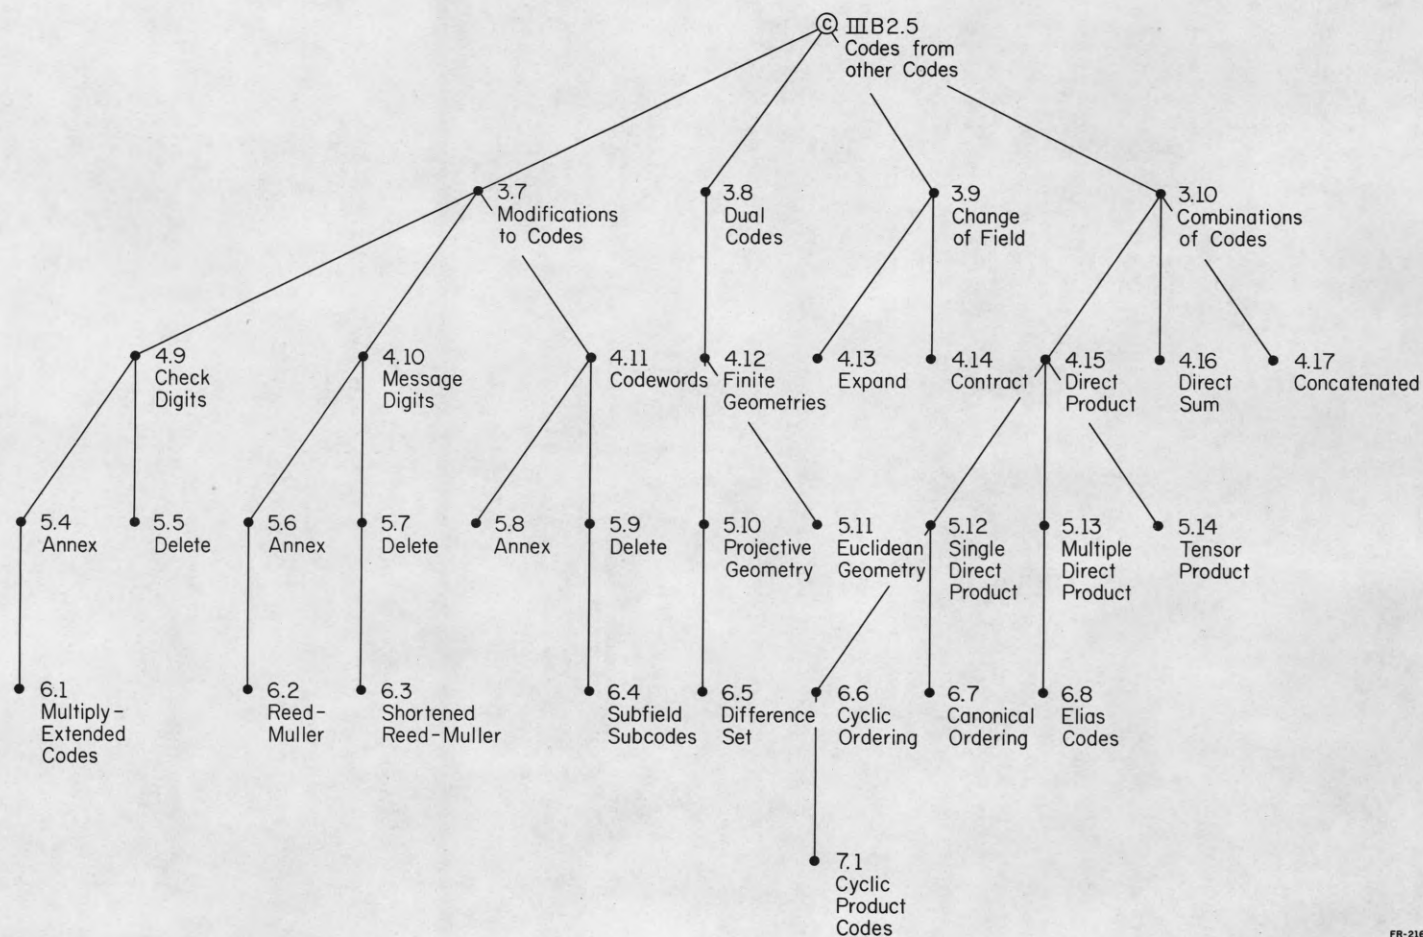 Ⓒ IIIB2.5
Codes from
other Codes
3.7
Modifications
to Codes
3.8
Dual
Codes
3.9
Change
of Field
3.10
Combinations
of Codes
4.9
Check
Digits
4.10
Message
Digits
4.11
Codewords
4.12
Finite
Geometries
4.13
Expand
4.14
Contract
4.15
Direct
Product
4.16
Direct
Sum
4.17
Concatenated
5.4
Annex
5.5
Delete
5.6
Annex
5.7
Delete
5.8
Annex
5.9
Delete
5.10
Projective
Geometry
5.11
Euclidean
Geometry
5.12
Single
Direct
Product
5.13
Multiple
Direct
Product
5.14
Tensor
Product
6.1
Multiply-
Extended
Codes
6.2
Reed-
Muller
6.3
Shortened
Reed-Muller
6.4
Subfield
Subcodes
6.5
Difference
Set
6.6
Cyclic
Ordering
6.7
Canonical
Ordering
6.8
Elias
Codes
7.1
Cyclic
Product
Codes
FR-216